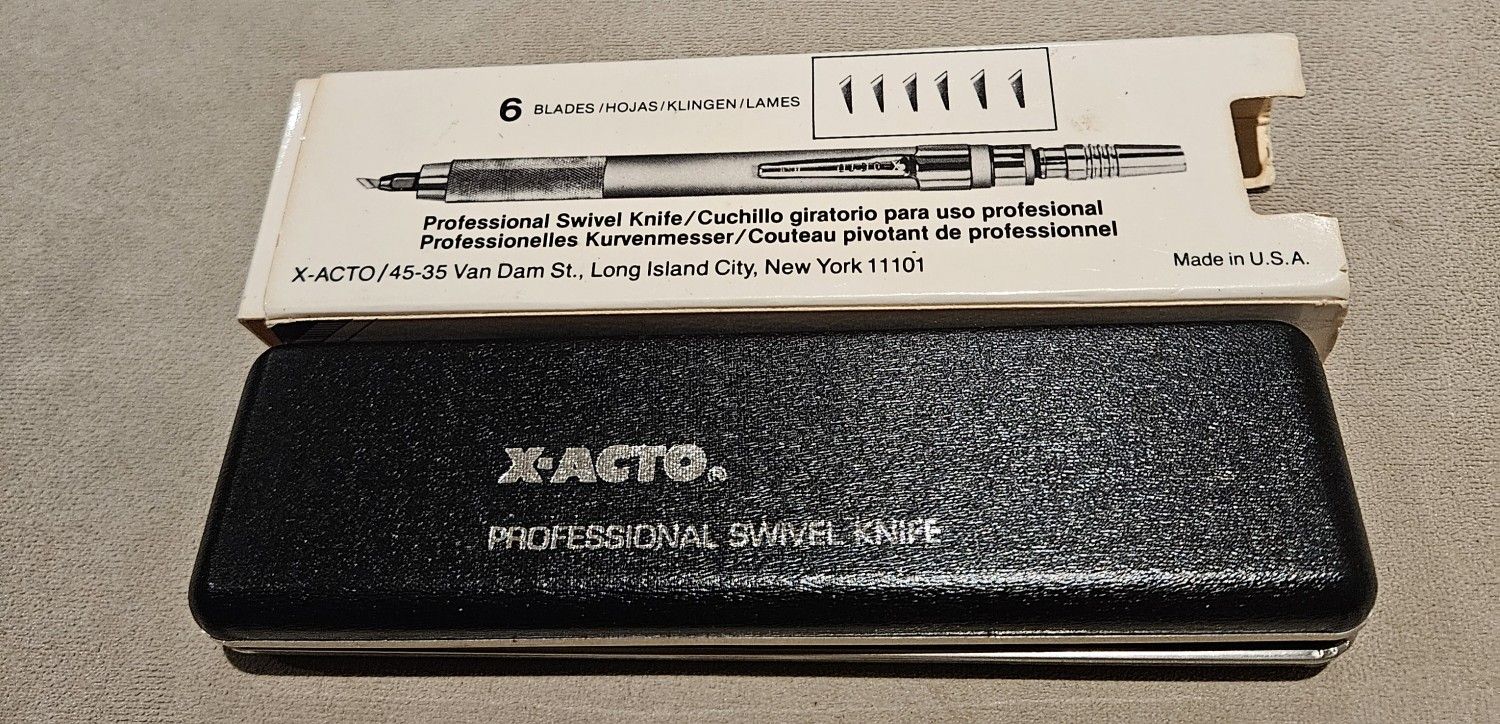 6 BLADES/HOJAS/KLINGEN/LAMES
X-ACTO
Professional Swivel Knife/Cuchillo giratorio para uso profesional
Professionelles Kurvenmesser/Couteau pivotant de professionnel
X-ACTO/45-35 Van Dam St., Long Island City, New York 11101
Made in U.S.A.
X-ACTO®
PROFESSIONAL SWIVEL KNIFE